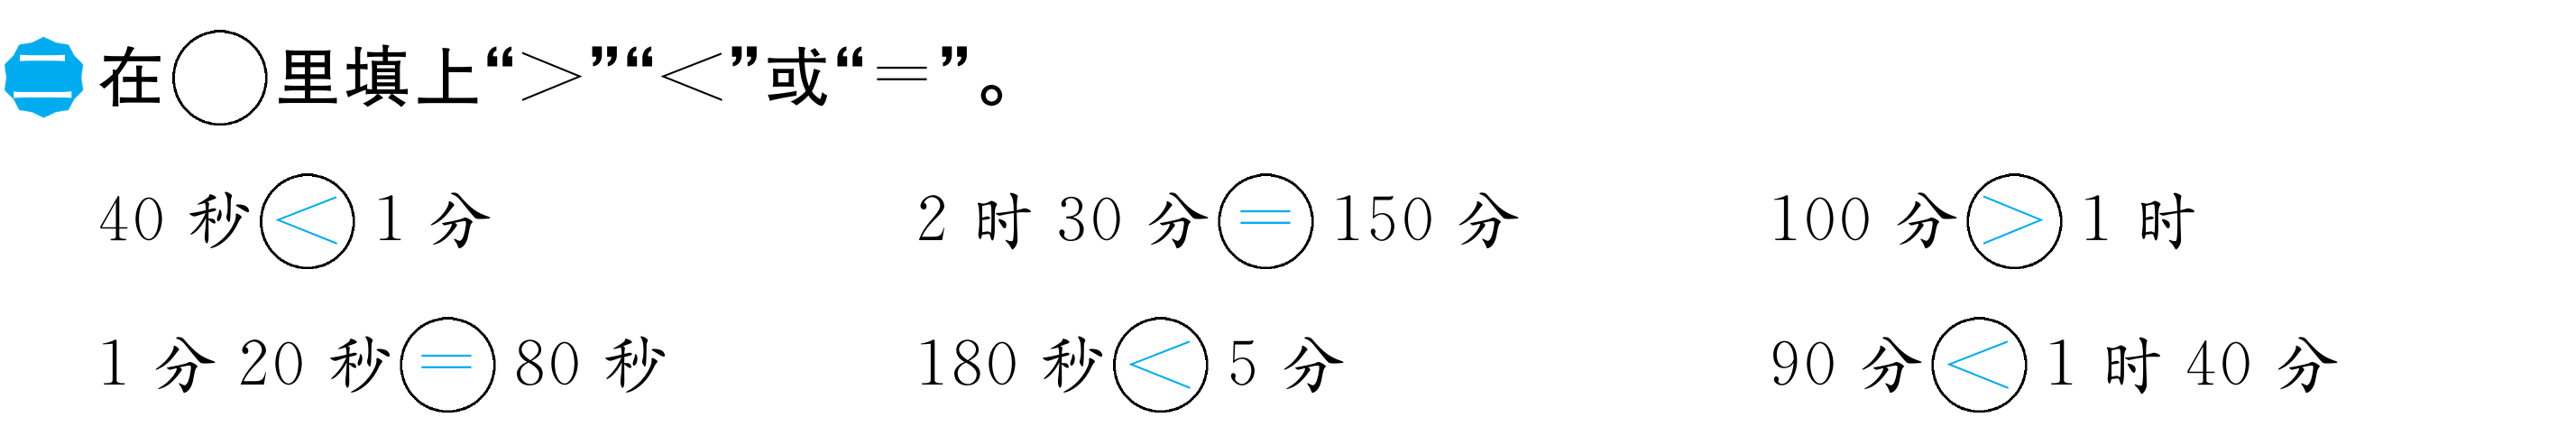 二 在○里填上“>”“<”或“=”。
40 秒<1 分 2 时 30 分=150 分 100 分>1 时
1 分 20 秒=80 秒 180 秒<5 分 90 分<1 时 40 分